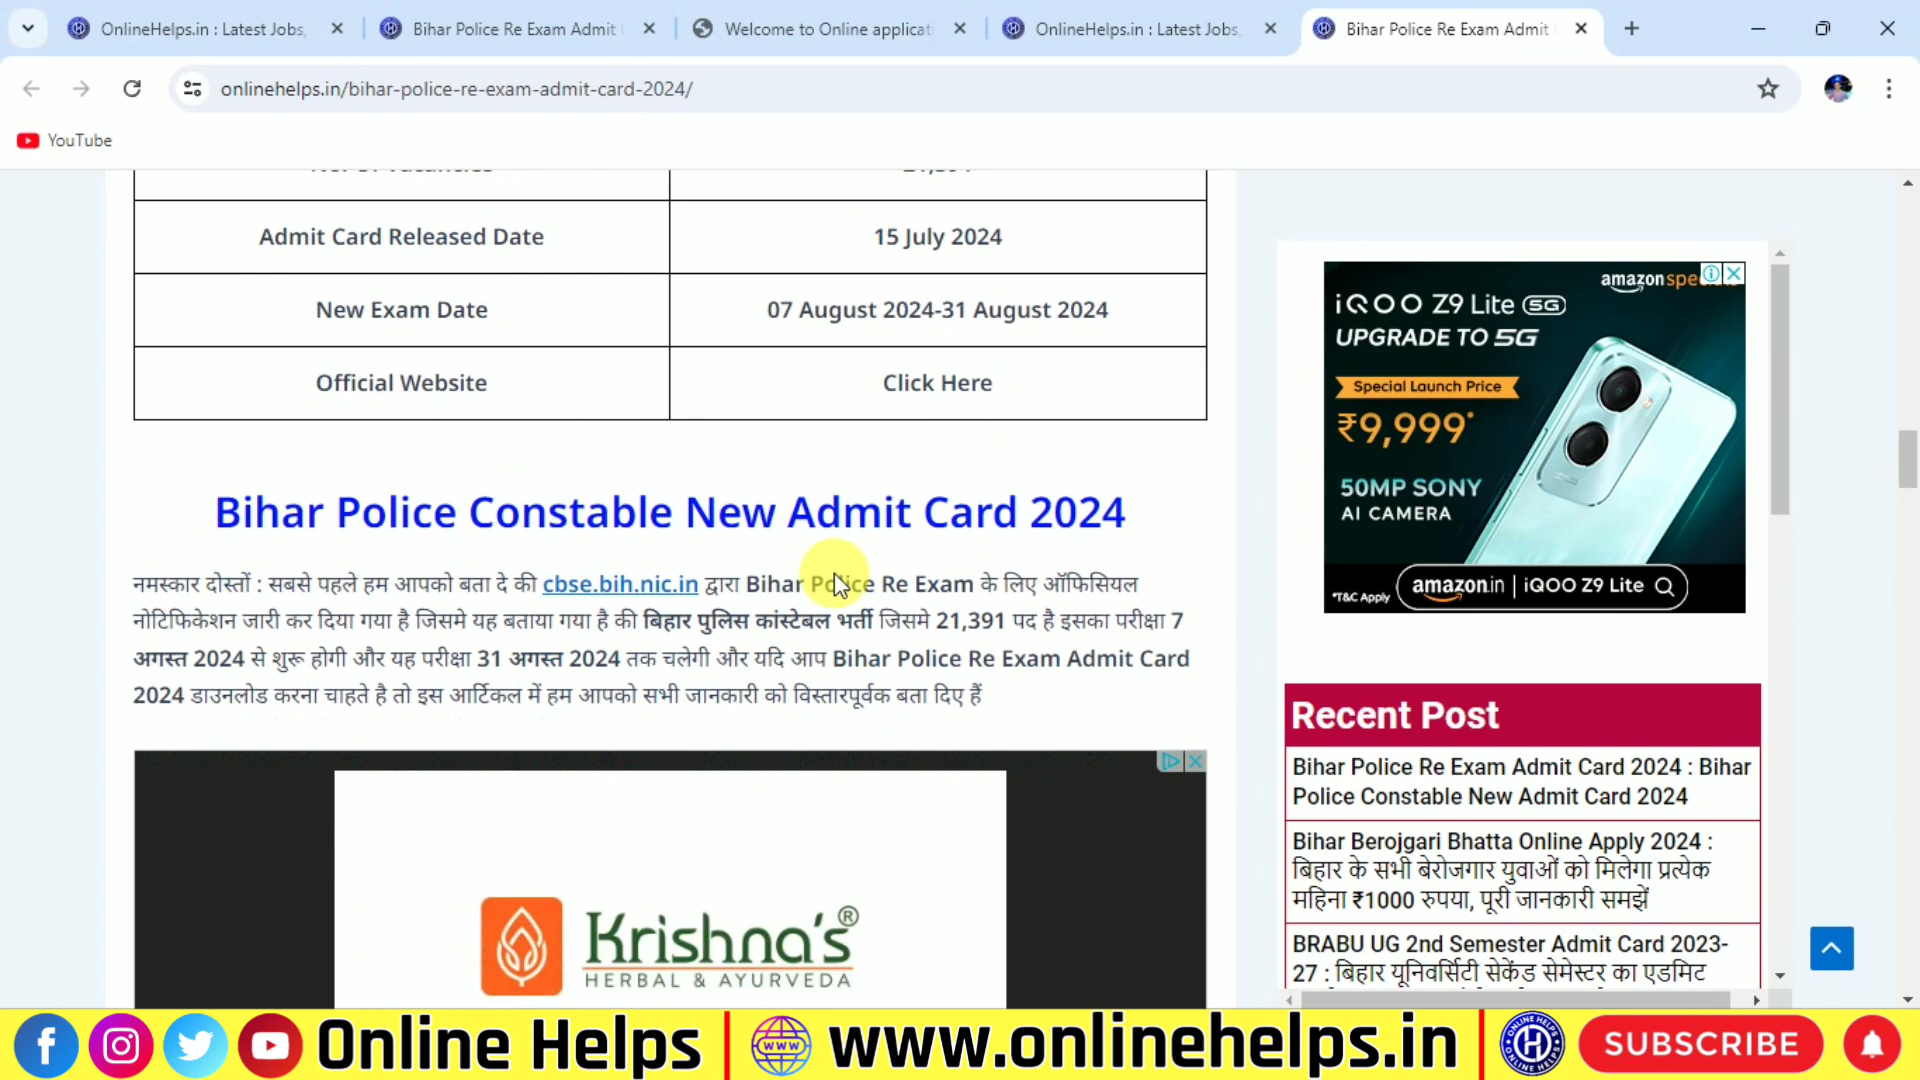 OnlineHelps.in : Latest Jobs,
Bihar Police Re Exam Admit
Welcome to Online applicat
OnlineHelps.in : Latest Jobs,
Bihar Police Re Exam Admit
onlinehelps.in/bihar-police-re-exam-admit-card-2024/
YouTube
Admit Card Released Date
15 July 2024
New Exam Date
07 August 2024-31 August 2024
Official Website
Click Here
Bihar Police Constable New Admit Card 2024
नमस्कार दोस्तों : सबसे पहले हम आपको बता दे की cbse.bih.nic.in द्वारा Bihar Police Re Exam के लिए ऑफिसियल
नोटिफिकेशन जारी कर दिया गया है जिसमे यह बताया गया है की बिहार पुलिस कांस्टेबल भर्ती जिसमे 21,391 पद है इसका परीक्षा 7
अगस्त 2024 से शुरू होगी और यह परीक्षा 31 अगस्त 2024 तक चलेगी और यदि आप Bihar Police Re Exam Admit Card
2024 डाउनलोड करना चाहते है तो इस आर्टिकल में हम आपको सभी जानकारी को विस्तारपूर्वक बता दिए हैं
Krishna's®
HERBAL & AYURVEDA
amazon
iQOO Z9 Lite 5G
UPGRADE TO 5G
Special Launch Price
₹9,999*
50MP SONY
AI CAMERA
*T&C Apply
amazon.in | iQOO Z9 Lite
Recent Post
Bihar Police Re Exam Admit Card 2024 : Bihar
Police Constable New Admit Card 2024
Bihar Berojgari Bhatta Online Apply 2024 :
बिहार के सभी बेरोजगार युवाओं को मिलेगा प्रत्येक
महिना ₹1000 रुपया, पूरी जानकारी समझें
BRABU UG 2nd Semester Admit Card 2023-
27 : बिहार यूनिवर्सिटी सेकेंड सेमेस्टर का एडमिट
Online Helps
www
www.onlinehelps.in
ONLINE HELPS
ONLINE HELPS
SUBSCRIBE